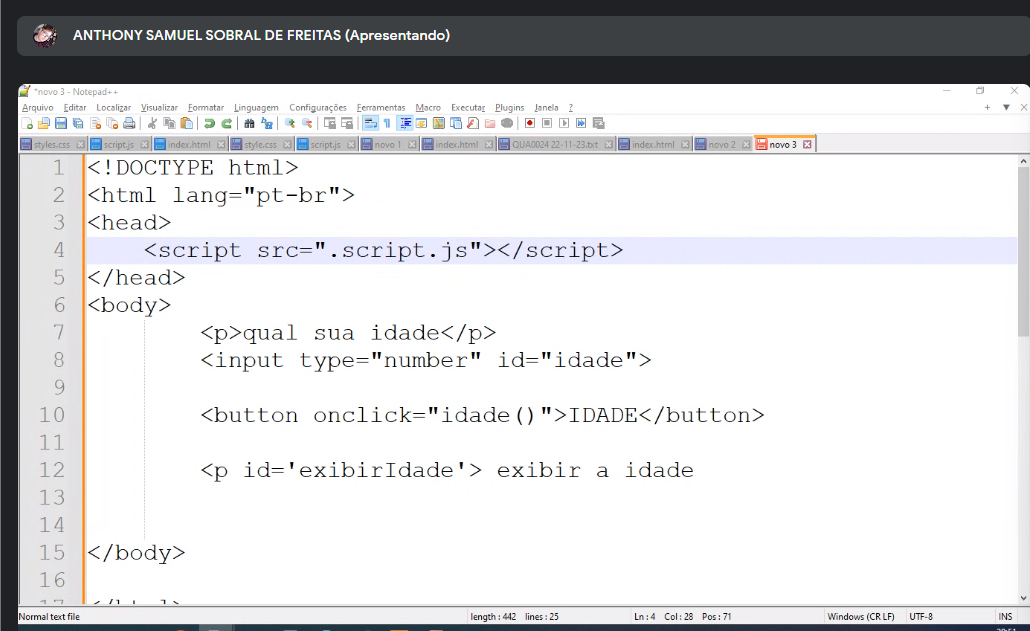 ANTHONY SAMUEL SOBRAL DE FREITAS (Apresentando)
*novo 3 - Notepad++
Arquivo Editar Localizar Visualizar Formatar Linguagem Configurações Ferramentas Macro Executar Plugins Janela ?
styles.css script.js index.html style.css script.js novo 1 index.html QUA0024 22-11-23.txt index.html novo 2 novo 3
1 <!DOCTYPE html>
2 <html lang="pt-br">
3 <head>
4 <script src=".script.js"></script>
5 </head>
6 <body>
7 <p>qual sua idade</p>
8 <input type="number" id="idade">
9
10 <button onclick="idade()">IDADE</button>
11
12 <p id='exibirIdade'> exibir a idade
13
14
15 </body>
16
17 </html>
Normal text file length : 442 lines : 25 Ln : 4 Col : 28 Pos : 71 Windows (CR LF) UTF-8 INS